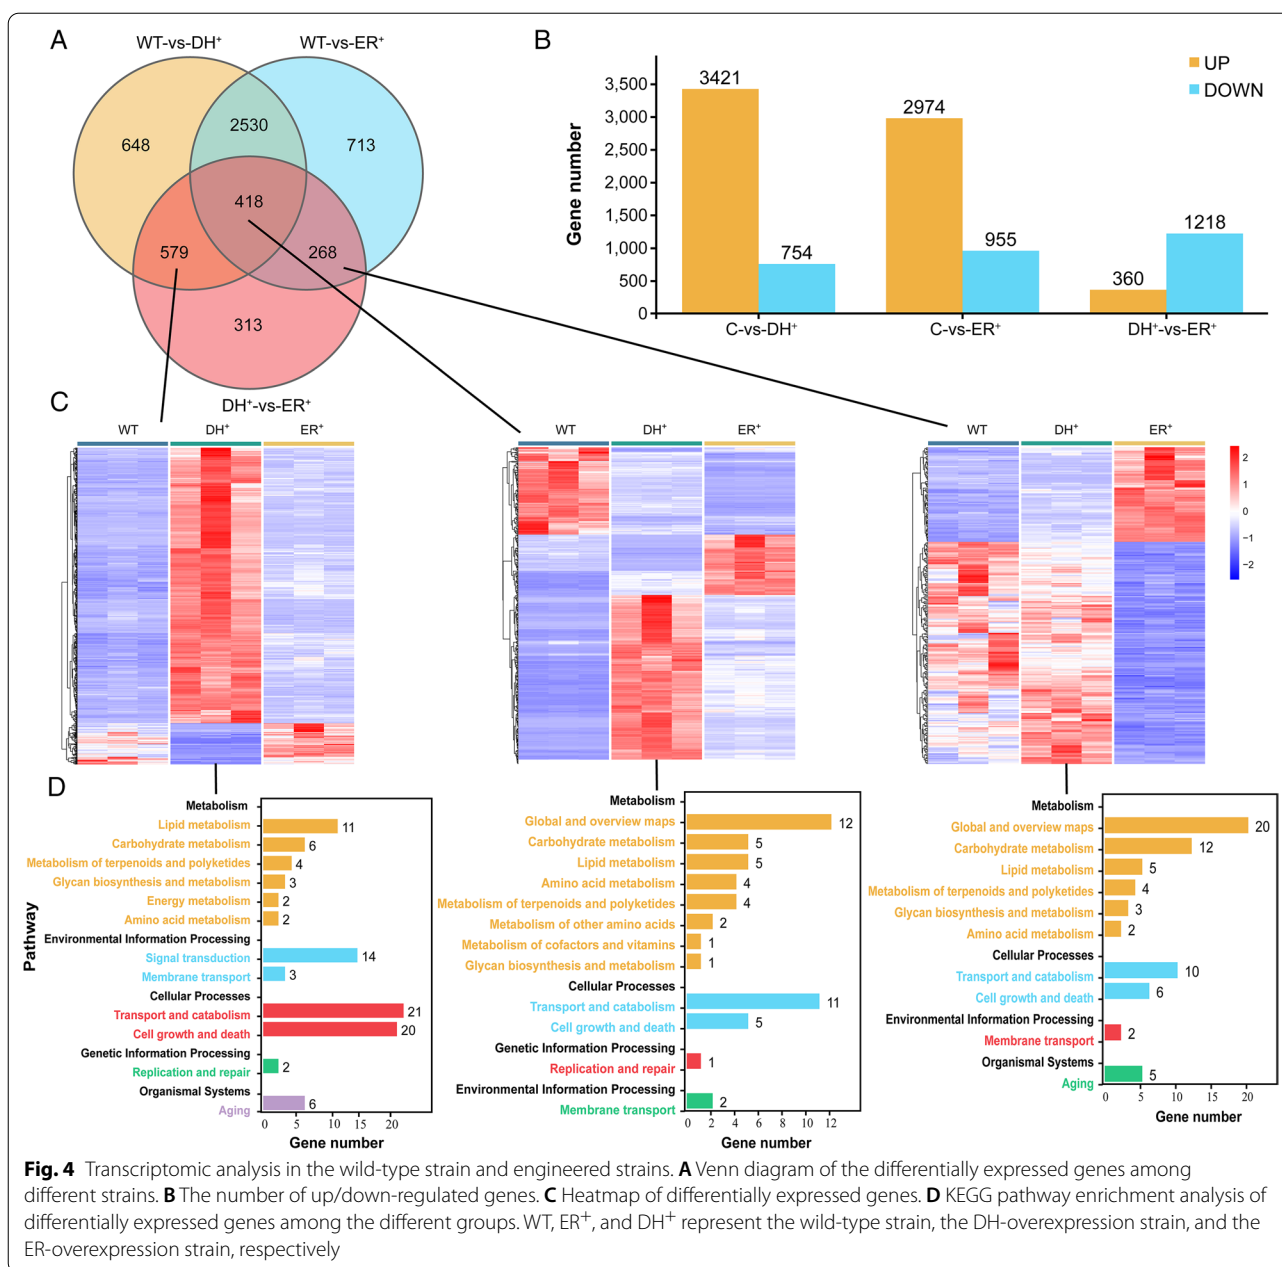 A
WT-vs-DH⁺
WT-vs-ER⁺
648
2530
713
418
579
268
313
DH⁺-vs-ER⁺
B
UP
DOWN
Gene number
3,500
3,000
2,500
2,000
1,500
1,000
500
0
3421
754
2974
955
360
1218
C-vs-DH⁺
C-vs-ER⁺
DH⁺-vs-ER⁺
C
WT
DH⁺
ER⁺
WT
DH⁺
ER⁺
WT
DH⁺
ER⁺
2
1
0
−1
−2
D
Pathway
Metabolism
Lipid metabolism 11
Carbohydrate metabolism 6
Metabolism of terpenoids and polyketides 4
Glycan biosynthesis and metabolism 3
Energy metabolism 2
Amino acid metabolism 2
Environmental Information Processing
Signal transduction 14
Membrane transport 3
Cellular Processes
Transport and catabolism 21
Cell growth and death 20
Genetic Information Processing
Replication and repair 2
Organismal Systems
Aging 6
0 10 15 20
Gene number
Metabolism
Global and overview maps 12
Carbohydrate metabolism 5
Lipid metabolism 5
Amino acid metabolism 4
Metabolism of terpenoids and polyketides 4
Metabolism of other amino acids 2
Metabolism of cofactors and vitamins 1
Glycan biosynthesis and metabolism 1
Cellular Processes
Transport and catabolism 11
Cell growth and death 5
Genetic Information Processing
Replication and repair 1
Environmental Information Processing
Membrane transport 2
0 2 4 6 8 10 12
Gene number
Metabolism
Global and overview maps 20
Carbohydrate metabolism 12
Lipid metabolism 5
Metabolism of terpenoids and polyketides 4
Glycan biosynthesis and metabolism 3
Amino acid metabolism 2
Cellular Processes
Transport and catabolism 10
Cell growth and death 6
Environmental Information Processing
Membrane transport 2
Organismal Systems
Aging 5
0 5 10 15 20
Gene number
Fig. 4 Transcriptomic analysis in the wild-type strain and engineered strains. A Venn diagram of the differentially expressed genes among
different strains. B The number of up/down-regulated genes. C Heatmap of differentially expressed genes. D KEGG pathway enrichment analysis of
differentially expressed genes among the different groups. WT, ER⁺, and DH⁺ represent the wild-type strain, the DH-overexpression strain, and the
ER-overexpression strain, respectively